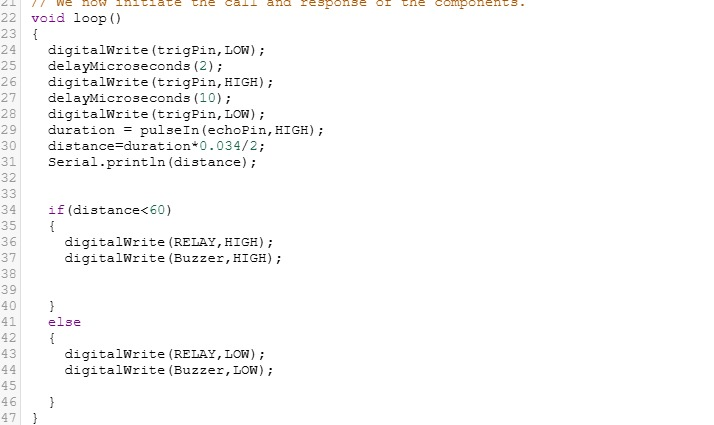 21 // We now initiate the call and response of the components.
22 void loop()
23 {
24 digitalWrite(trigPin,LOW);
25 delayMicroseconds(2);
26 digitalWrite(trigPin,HIGH);
27 delayMicroseconds(10);
28 digitalWrite(trigPin,LOW);
29 duration = pulseIn(echoPin,HIGH);
30 distance=duration*0.034/2;
31 Serial.println(distance);
32
33
34 if(distance<60)
35 {
36 digitalWrite(RELAY,HIGH);
37 digitalWrite(Buzzer,HIGH);
38
39
40 }
41 else
42 {
43 digitalWrite(RELAY,LOW);
44 digitalWrite(Buzzer,LOW);
45
46 }
47 }